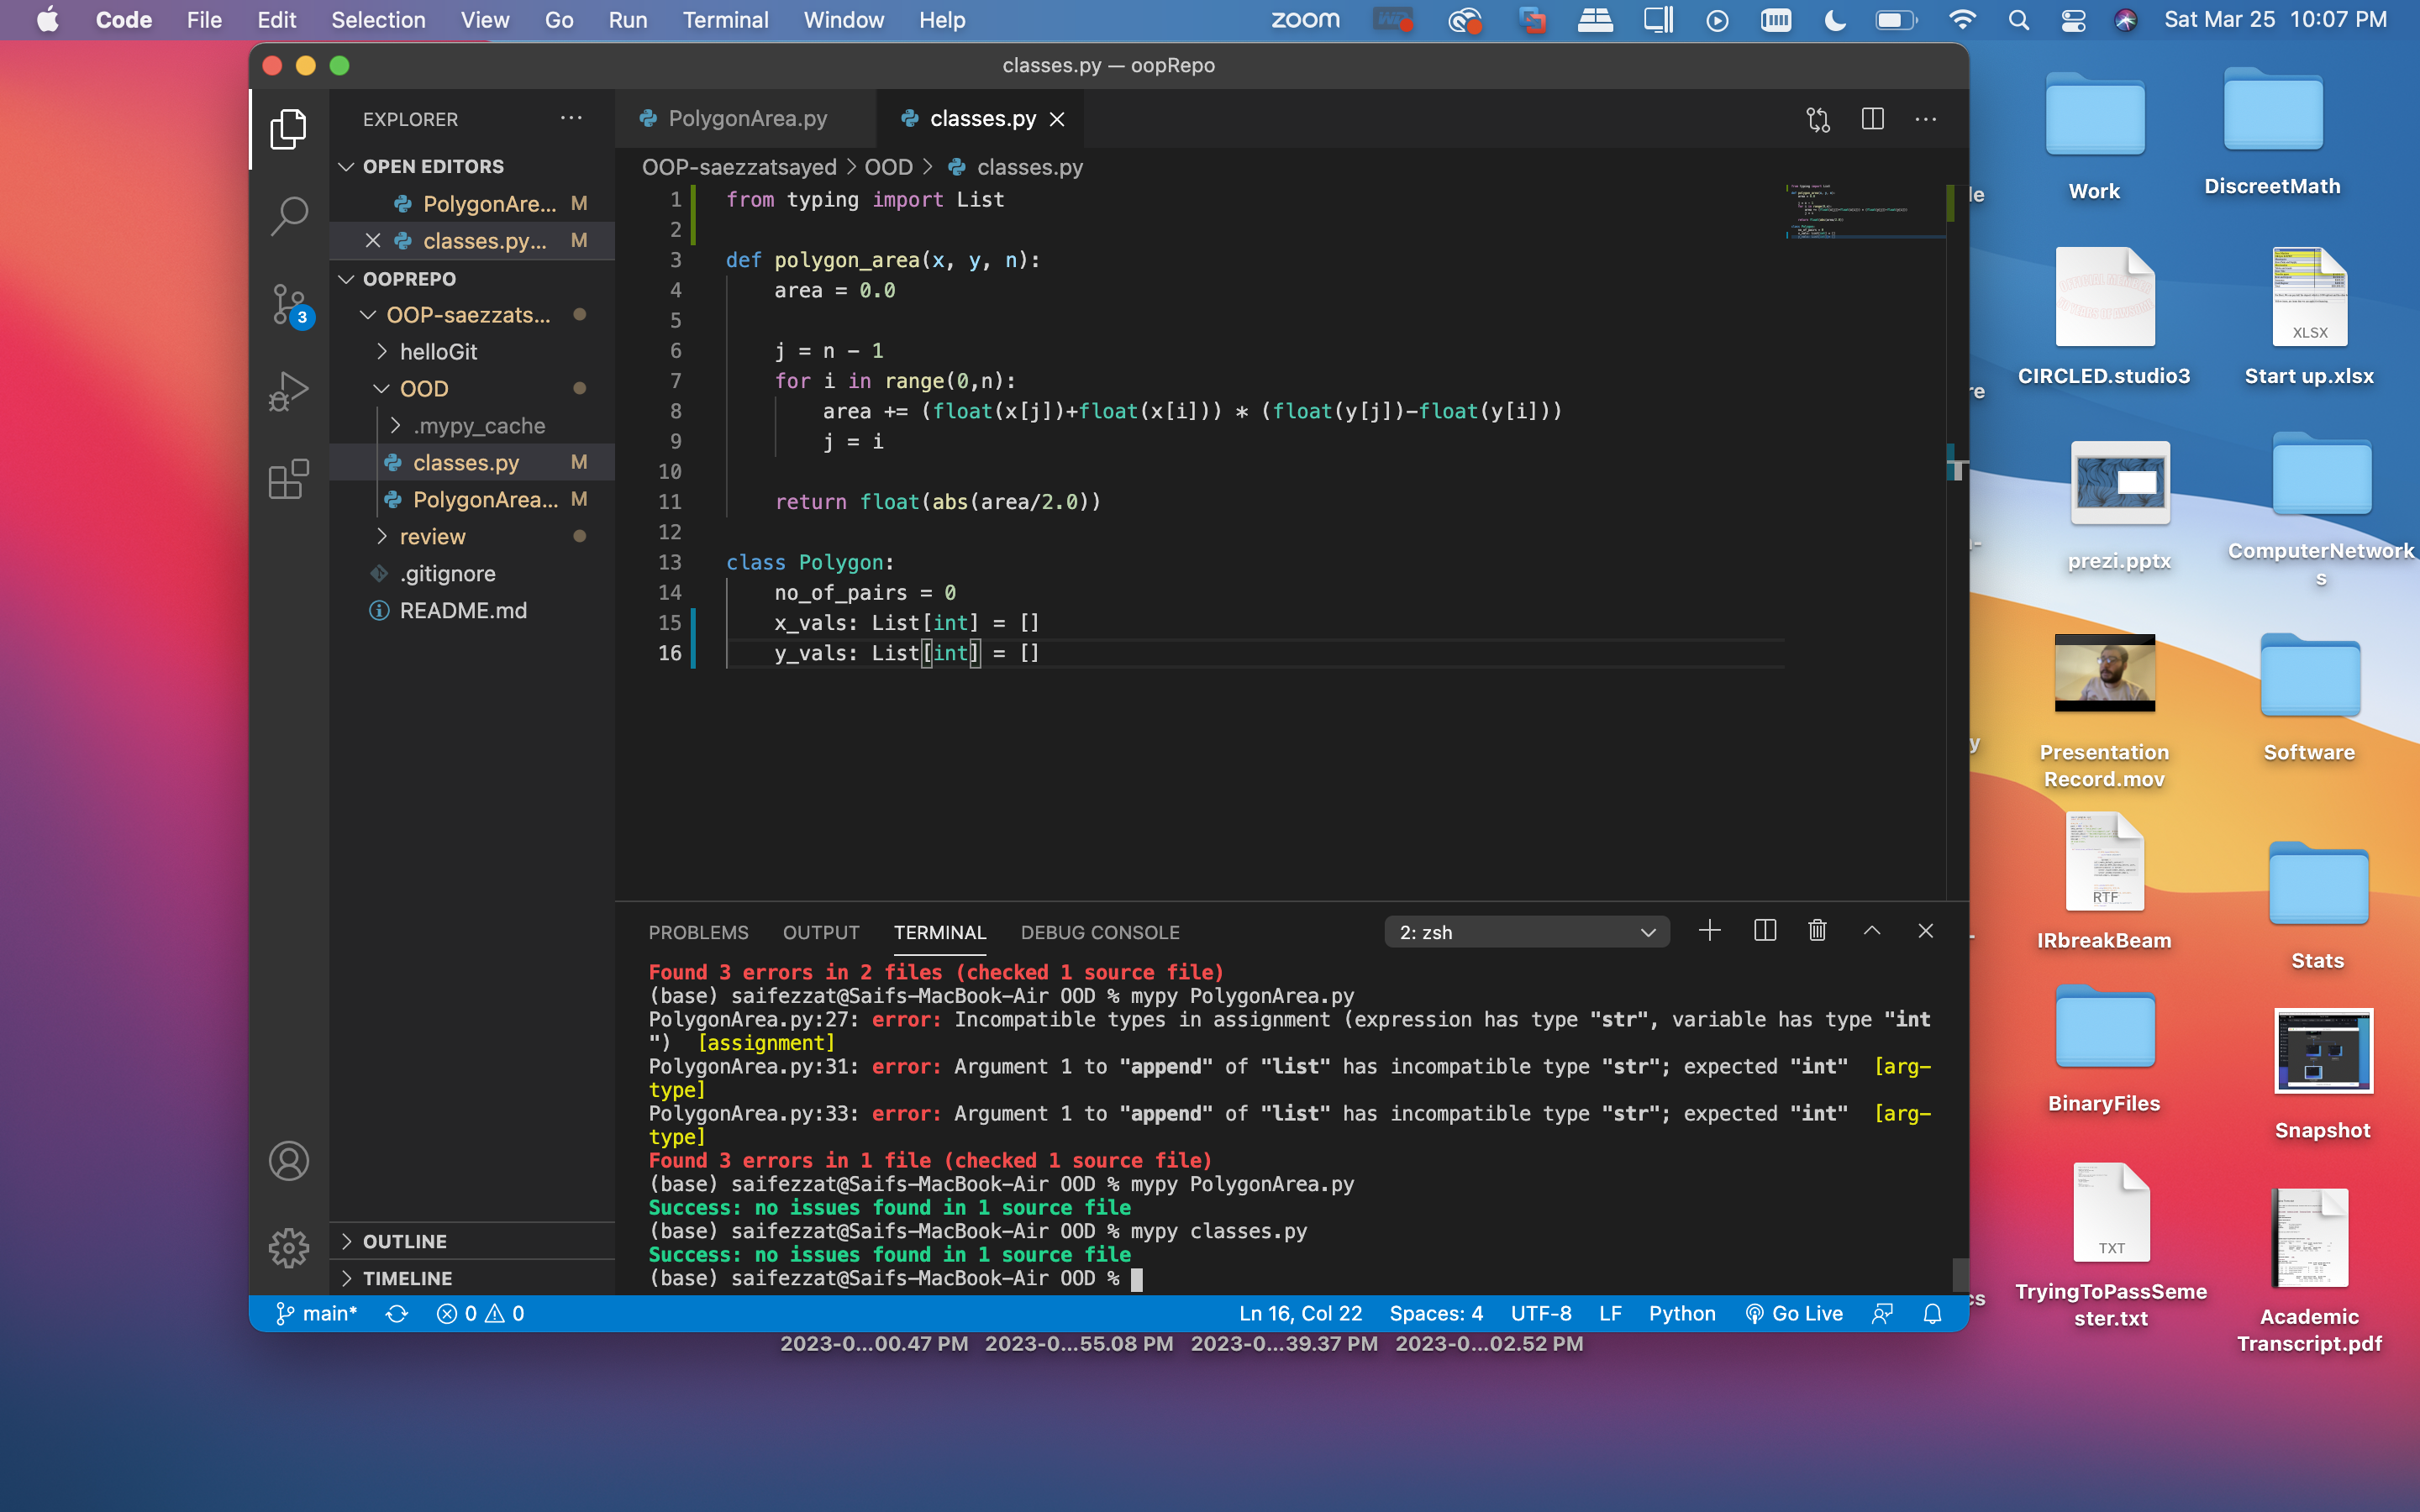 Code File Edit Selection View Go Run Terminal Window Help zoom Sat Mar 25 10:07 PM
classes.py — oopRepo
EXPLORER
PolygonArea.py classes.py
OPEN EDITORS
PolygonAre... M
classes.py... M
OOPREPO
OOP-saezzats...
helloGit
OOD
.mypy_cache
classes.py M
PolygonArea... M
review
.gitignore
README.md
3
OUTLINE
TIMELINE
OOP-saezzatsayed > OOD > classes.py
1 from typing import List
2
3 def polygon_area(x, y, n):
4 area = 0.0
5
6 j = n - 1
7 for i in range(0,n):
8 area += (float(x[j])+float(x[i])) * (float(y[j])-float(y[i]))
9 j = i
10
11 return float(abs(area/2.0))
12
13 class Polygon:
14 no_of_pairs = 0
15 x_vals: List[int] = []
16 y_vals: List[int] = []
PROBLEMS OUTPUT TERMINAL DEBUG CONSOLE 2: zsh
Found 3 errors in 2 files (checked 1 source file)
(base) saifezzat@Saifs-MacBook-Air OOD % mypy PolygonArea.py
PolygonArea.py:27: error: Incompatible types in assignment (expression has type "str", variable has type "int
") [assignment]
PolygonArea.py:31: error: Argument 1 to "append" of "list" has incompatible type "str"; expected "int" [arg-
type]
PolygonArea.py:33: error: Argument 1 to "append" of "list" has incompatible type "str"; expected "int" [arg-
type]
Found 3 errors in 1 file (checked 1 source file)
(base) saifezzat@Saifs-MacBook-Air OOD % mypy PolygonArea.py
Success: no issues found in 1 source file
(base) saifezzat@Saifs-MacBook-Air OOD % mypy classes.py
Success: no issues found in 1 source file
(base) saifezzat@Saifs-MacBook-Air OOD %
main* 0 0 Ln 16, Col 22 Spaces: 4 UTF-8 LF Python Go Live
2023-0...00.47 PM 2023-0...55.08 PM 2023-0...39.37 PM 2023-0...02.52 PM
Work
DiscreetMath
XLSX
CIRCLED.studio3
Start up.xlsx
prezi.pptx
ComputerNetwork
s
Presentation
Record.mov
Software
RTF
IRbreakBeam
Stats
BinaryFiles
Snapshot
TXT
TryingToPassSeme
ster.txt
Academic
Transcript.pdf